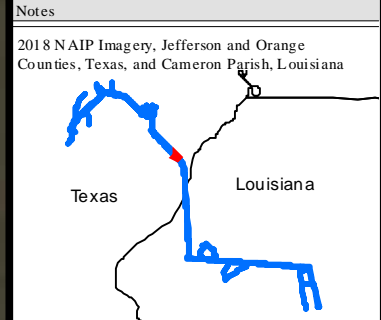 Notes
2018 NAIP Imagery, Jefferson and Orange
Counties, Texas, and Cameron Parish, Louisiana
Texas
Louisiana